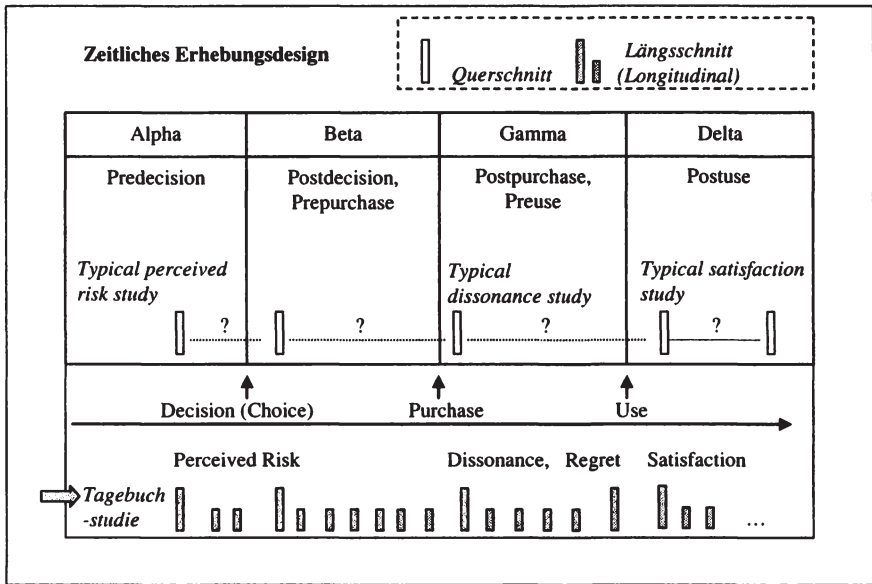 Zeitliches Erhebungsdesign
Querschnitt
Längsschnitt
(Longitudinal)
Alpha
Beta
Gamma
Delta
Predecision
Postdecision,
Prepurchase
Postpurchase,
Preuse
Postuse
Typical perceived
risk study
Typical
dissonance study
Typical satisfaction
study
?
?
?
?
Decision (Choice)
Purchase
Use
Perceived Risk
Dissonance, Regret
Satisfaction
Tagebuch
-studie
...